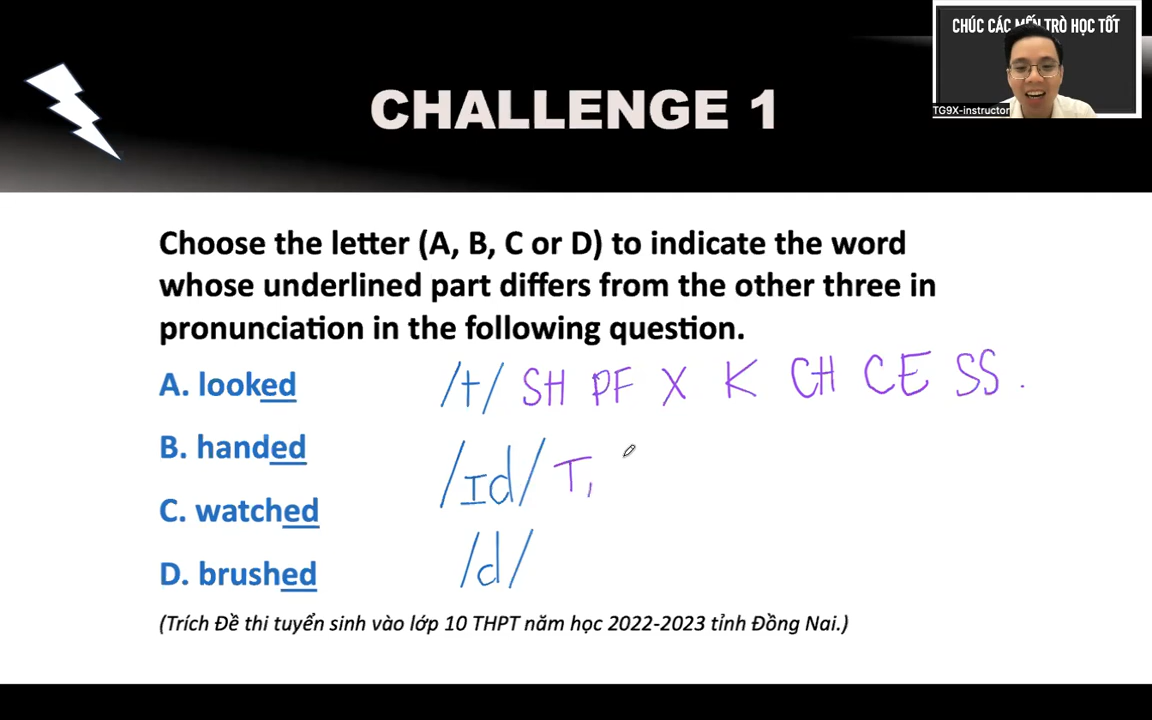 CHÚC CÁC MẾN TRÒ HỌC TỐT
TG9X-instructor
CHALLENGE 1
Choose the letter (A, B, C or D) to indicate the word
whose underlined part differs from the other three in
pronunciation in the following question.
A. looked
/t/ SH PF X K CH CE SS .
B. handed
/Id/ T,
C. watched
/d/
D. brushed
(Trích Đề thi tuyển sinh vào lớp 10 THPT năm học 2022-2023 tỉnh Đồng Nai.)